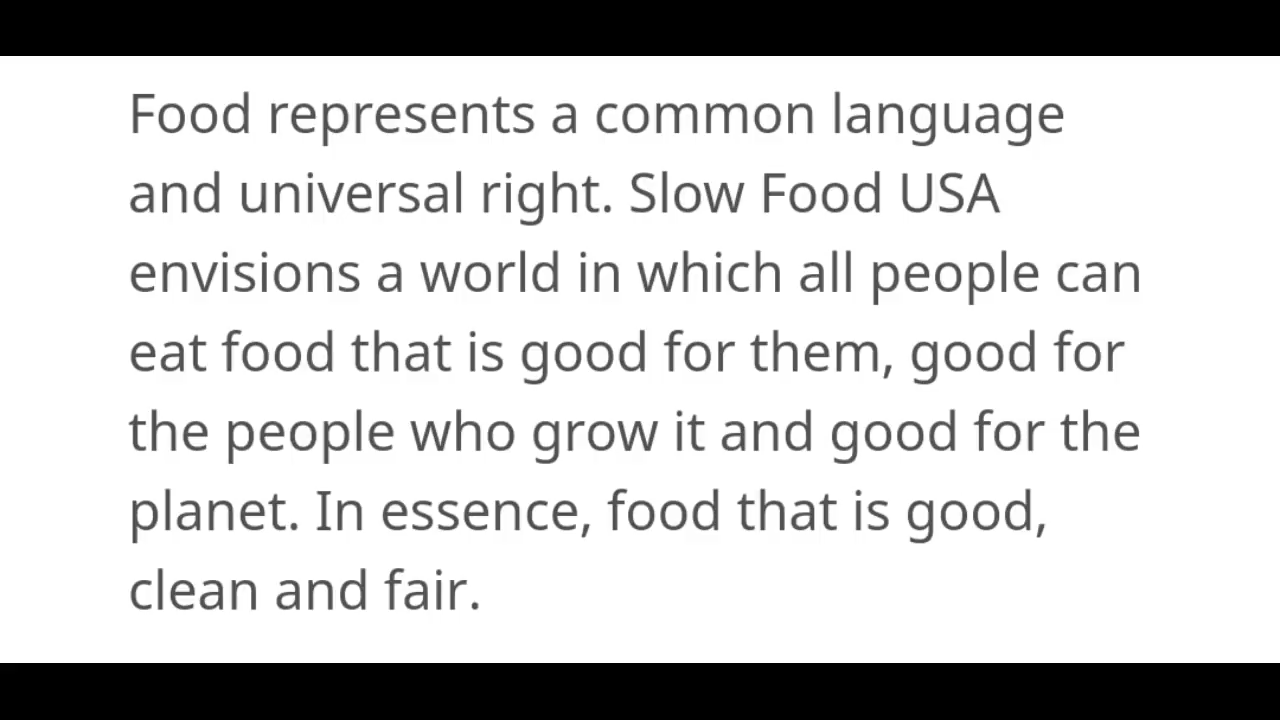 Food represents a common language
and universal right. Slow Food USA
envisions a world in which all people can
eat food that is good for them, good for
the people who grow it and good for the
planet. In essence, food that is good,
clean and fair.